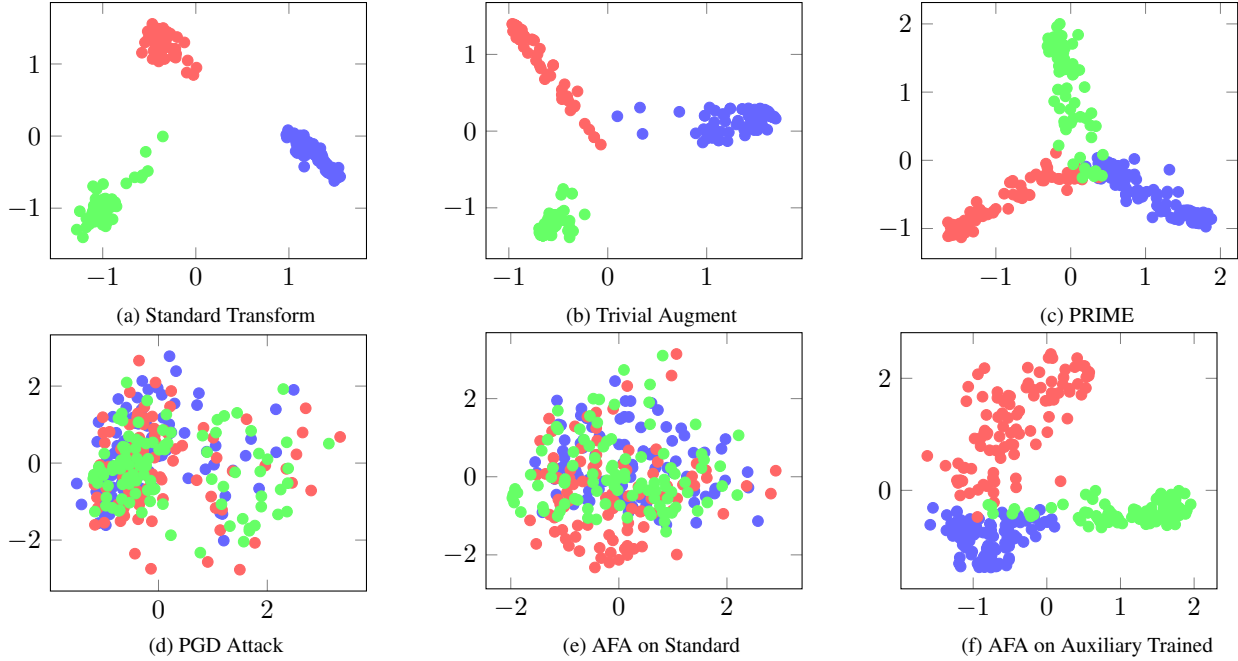 1
0
−1
−1 0 1
(a) Standard Transform
1
0
−1
−1 0 1
(b) Trivial Augment
2
1
0
−1
−1 0 1 2
(c) PRIME
2
0
−2
0 2
(d) PGD Attack
2
0
−2
−2 0 2
(e) AFA on Standard
2
0
−1 0 1 2
(f) AFA on Auxiliary Trained